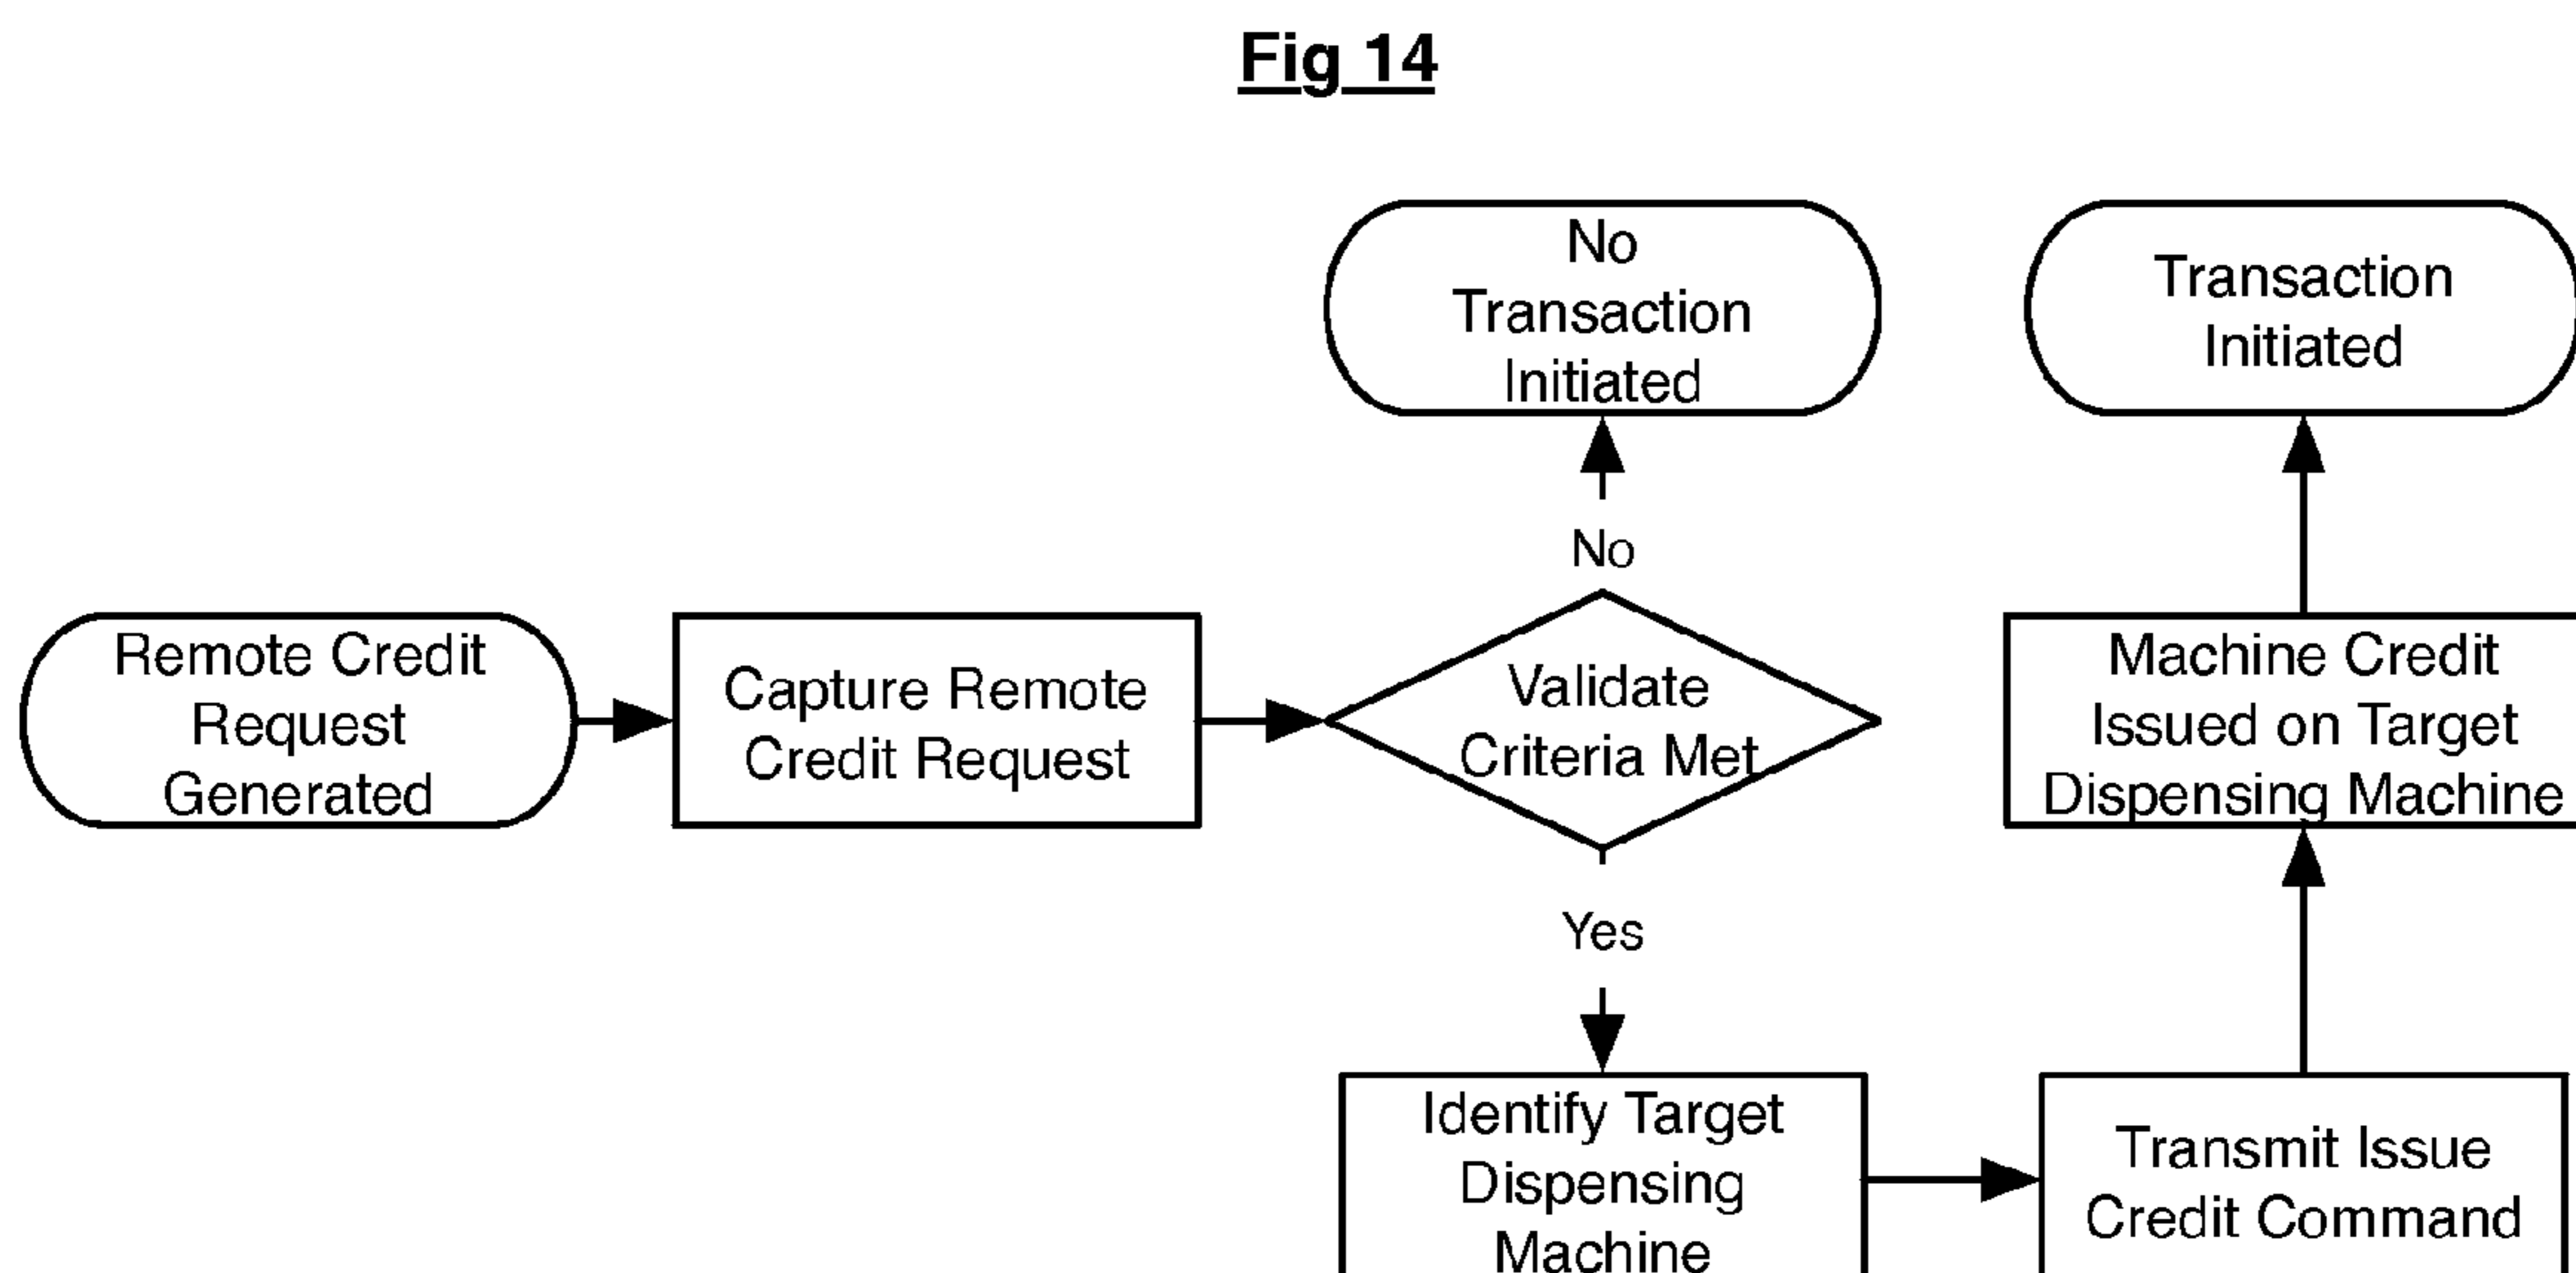 Fig 14
No
Transaction
Initiated
Transaction
Initiated
No
Remote Credit
Request
Generated
Capture Remote
Credit Request
Validate
Criteria Met
Machine Credit
Issued on Target
Dispensing Machine
Yes
Identify Target
Dispensing
Machine
Transmit Issue
Credit Command